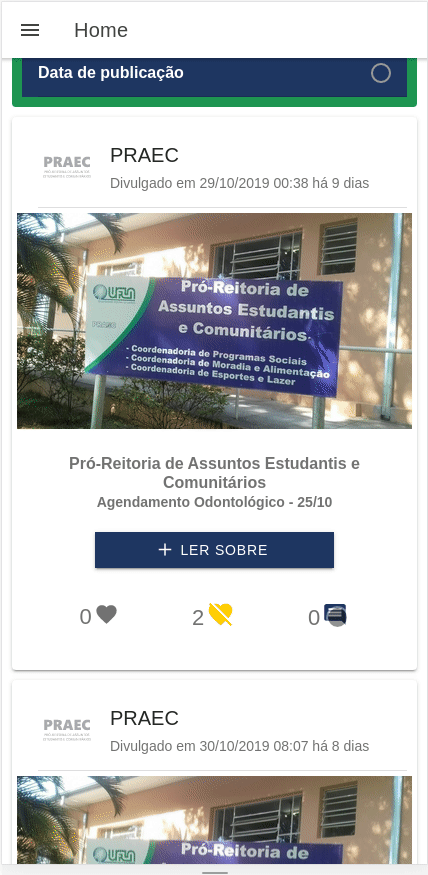 Home
Data de publicação
PRAEC
PRAEC
Divulgado em 29/10/2019 00:38 há 9 dias
UFLA
PRAEC
Pró-Reitoria de
Assuntos Estudantis
e Comunitários
- Coordenadoria de Programas Sociais
- Coordenadoria de Moradia e Alimentação
- Coordenadoria de Esportes e Lazer
Pró-Reitoria de Assuntos Estudantis e
Comunitários
Agendamento Odontológico - 25/10
+ LER SOBRE
0
2
0
PRAEC
PRAEC
Divulgado em 30/10/2019 08:07 há 8 dias
UFLA
Pró-Reitoria de